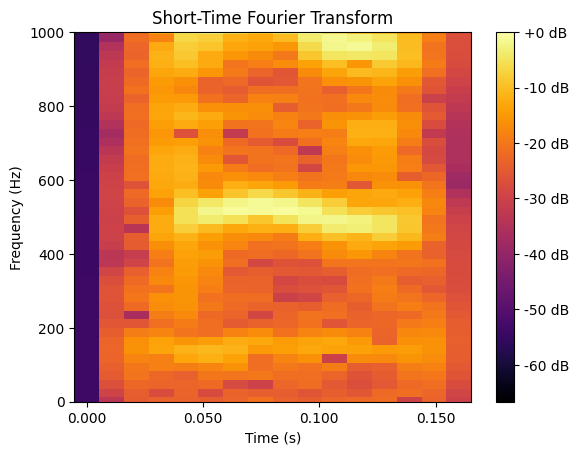 Short-Time Fourier Transform
1000
800
600
400
200
0
Frequency (Hz)
0.000 0.050 0.100 0.150
Time (s)
+0 dB
-10 dB
-20 dB
-30 dB
-40 dB
-50 dB
-60 dB